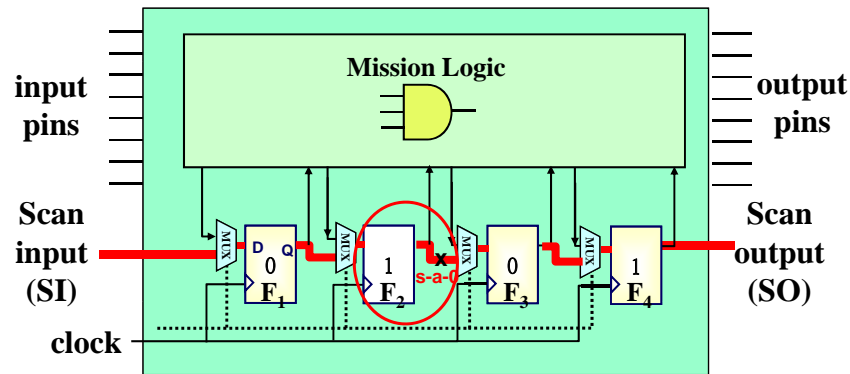 Mission Logic
input
pins
output
pins
Scan
input
(SI)
Scan
output
(SO)
MUX
D Q
0
F1
MUX
1
F2
s-a-0
x
MUX
0
F3
MUX
1
F4
clock